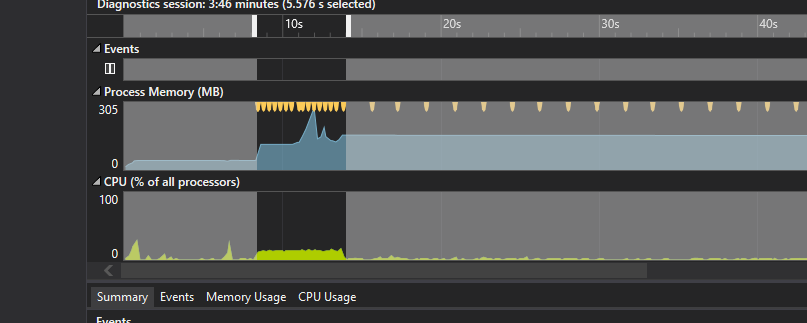 Diagnostics session: 3:46 minutes (5.576 s selected)
10s 20s 30s 40s
Events
Process Memory (MB)
305
0
CPU (% of all processors)
100
0
Summary Events Memory Usage CPU Usage
Events